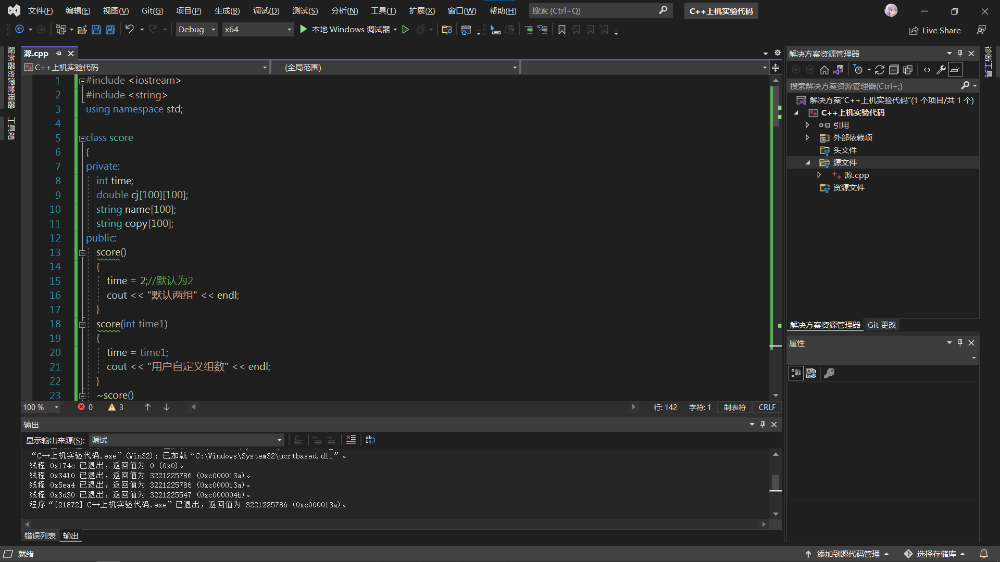 文件(F) 编辑(E) 视图(V) Git(G) 项目(P) 生成(B) 调试(D) 测试(S) 分析(N) 工具(T) 扩展(X) 窗口(W) 帮助(H) 搜索 (Ctrl+Q) C++上机实验代码
Debug x64 本地 Windows 调试器 Live Share
服务器资源管理器
工具箱
源.cpp
C++上机实验代码 (全局范围)
1 #include <iostream>
2 #include <string>
3 using namespace std;
4
5 class score
6 {
7 private:
8 int time;
9 double cj[100][100];
10 string name[100];
11 string copy[100];
12 public:
13 score()
14 {
15 time = 2;//默认为2
16 cout << "默认两组" << endl;
17 }
18 score(int time1)
19 {
20 time = time1;
21 cout << "用户自定义组数" << endl;
22 }
23 ~score()
100 % 0 3 行: 142 字符: 1 制表符 CRLF
输出
显示输出来源(S): 调试
“C++上机实验代码.exe”(Win32): 已加载“C:\Windows\System32\ucrtbased.dll”。
线程 0x174c 已退出，返回值为 0 (0x0)。
线程 0x3410 已退出，返回值为 3221225786 (0xc000013a)。
线程 0x5ea4 已退出，返回值为 3221225786 (0xc000013a)。
线程 0x3d30 已退出，返回值为 3221225547 (0xc000004b)。
程序“[21872] C++上机实验代码.exe”已退出，返回值为 3221225786 (0xc000013a)。
错误列表 输出
解决方案资源管理器
搜索解决方案资源管理器(Ctrl+;)
解决方案“C++上机实验代码”(1 个项目/共 1 个)
C++上机实验代码
引用
外部依赖项
头文件
源文件
源.cpp
资源文件
解决方案资源管理器 Git 更改
属性
诊断工具
就绪 添加到源代码管理 选择存储库